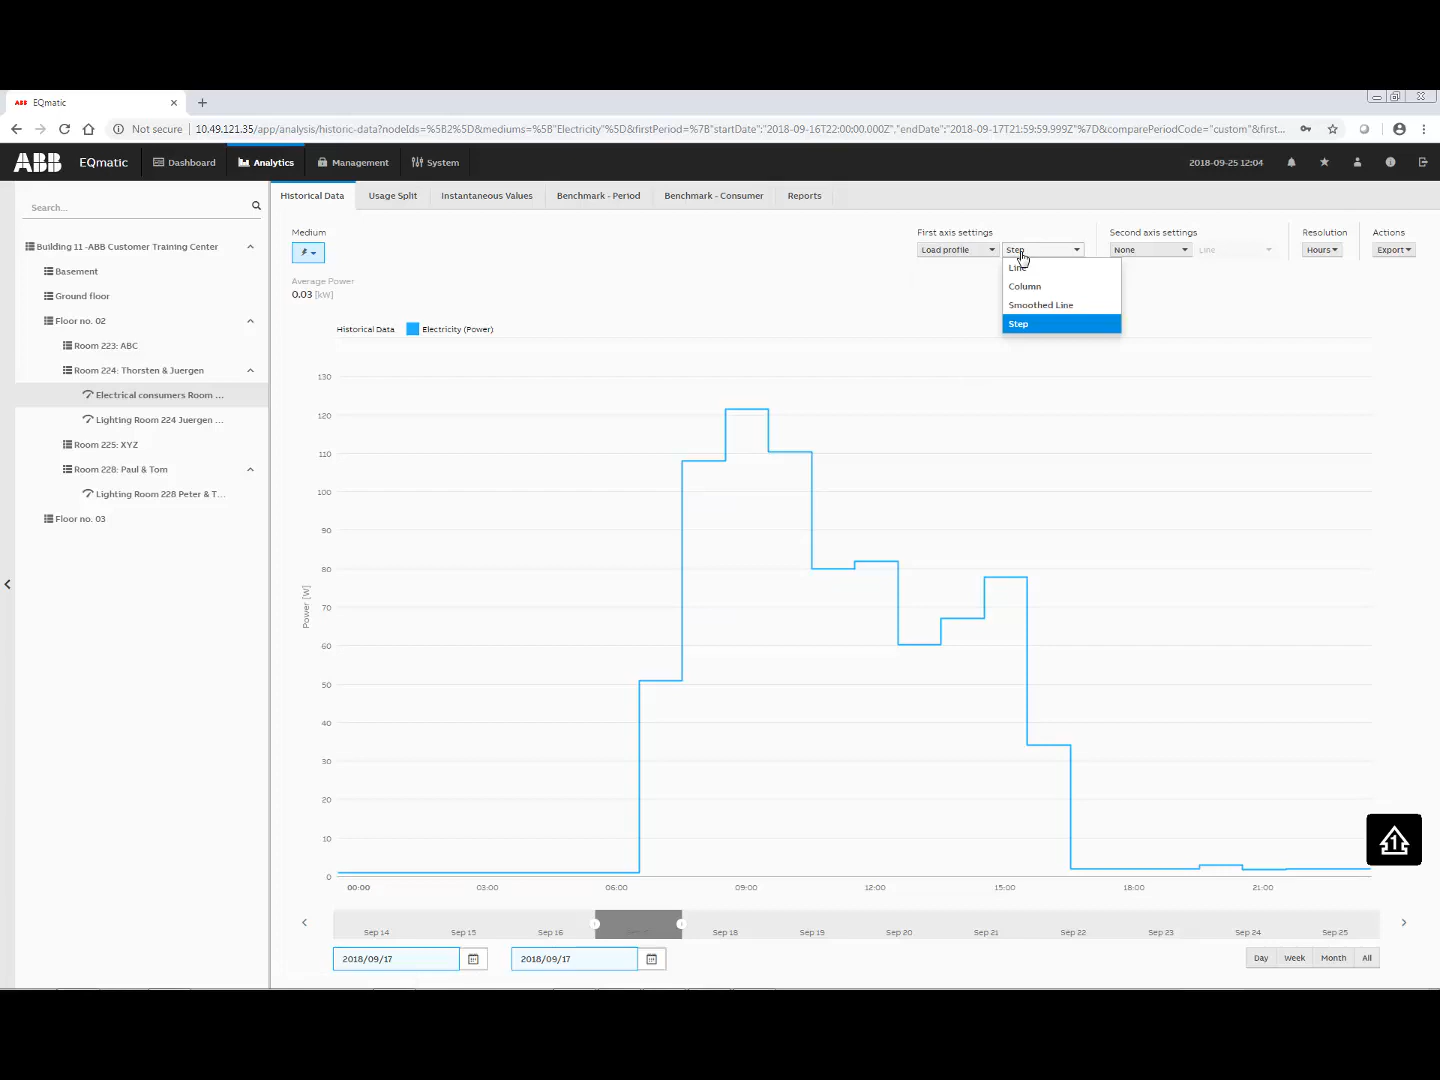 ABB EQmatic
Not secure 10.49.121.35/app/analysis/historic-data?nodeIds=%5B2%5D&mediums=%5B"Electricity"%5D&firstPeriod=%7B"startDate":"2018-09-16T22:00:00.000Z","endDate":"2018-09-17T21:59:59.999Z"%7D&comparePeriodCode="custom"&first...
ABB EQmatic Dashboard Analytics Management System 2018-09-25 12:04
Search...
Building 11 -ABB Customer Training Center
Basement
Ground floor
Floor no. 02
Room 223: ABC
Room 224: Thorsten & Juergen
Electrical consumers Room ...
Lighting Room 224 Juergen ...
Room 225: XYZ
Room 228: Paul & Tom
Lighting Room 228 Peter & T...
Floor no. 03
Historical Data Usage Split Instantaneous Values Benchmark - Period Benchmark - Consumer Reports
Medium First axis settings Second axis settings Resolution Actions
Load profile Step None Line Hours Export
Line
Column
Smoothed Line
Step
Average Power
0.03 [kW]
Historical Data Electricity (Power)
130
120
110
100
90
80
70
60
50
40
30
20
10
0
Power [W]
00:00 03:00 06:00 09:00 12:00 15:00 18:00 21:00
1
Sep 14 Sep 15 Sep 16 Sep 18 Sep 19 Sep 20 Sep 21 Sep 22 Sep 23 Sep 24 Sep 25
2018/09/17 2018/09/17 Day Week Month All